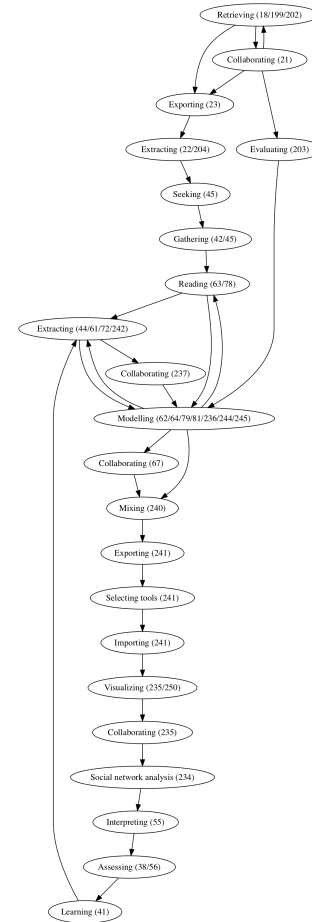 Retrieving (18/199/202)
Collaborating (21)
Exporting (23)
Extracting (22/204)
Evaluating (203)
Seeking (45)
Gathering (42/45)
Reading (63/78)
Extracting (44/61/72/242)
Collaborating (237)
Modelling (62/64/79/81/236/244/245)
Collaborating (67)
Mixing (240)
Exporting (241)
Selecting tools (241)
Importing (241)
Visualizing (235/250)
Collaborating (235)
Social network analysis (234)
Interpreting (55)
Assessing (38/56)
Learning (41)